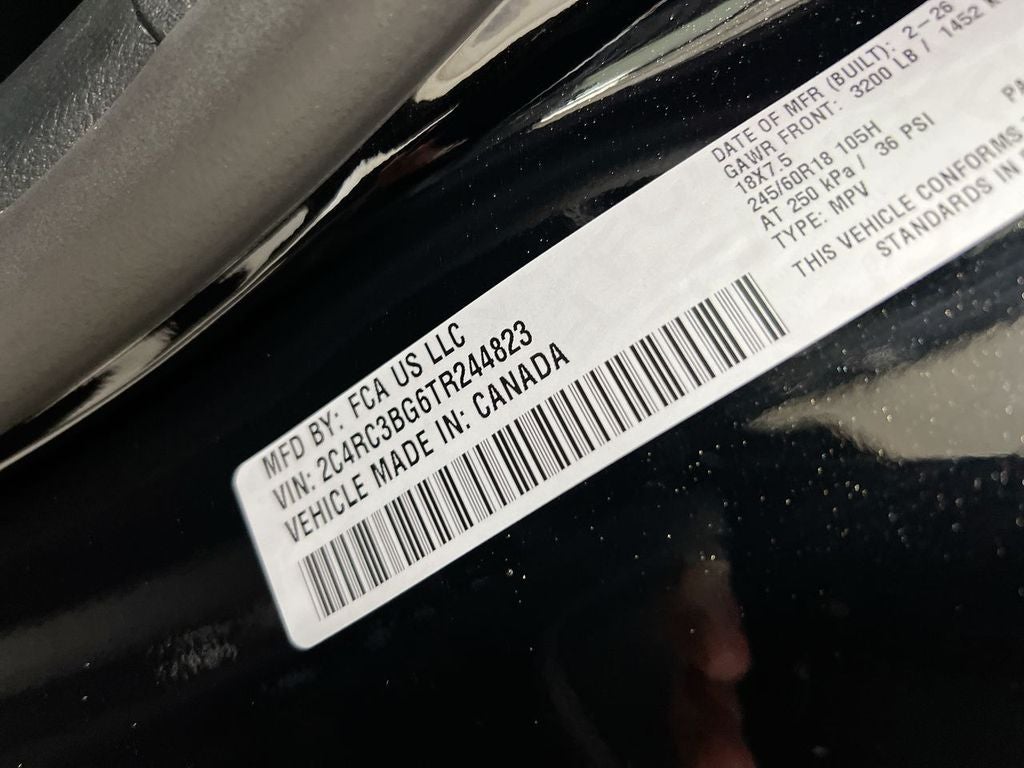 MFD BY: FCA US LLC
VIN: 2C4RC3BG6TR244823
VEHICLE MADE IN: CANADA
DATE OF MFR (BUILT): 2-26
GAWR FRONT: 3200 LB / 1452 K
18X7.5
245/60R18 105H
AT 250 kPa / 36 PSI PA
TYPE: MPV
THIS VEHICLE CONFORMS
STANDARDS IN